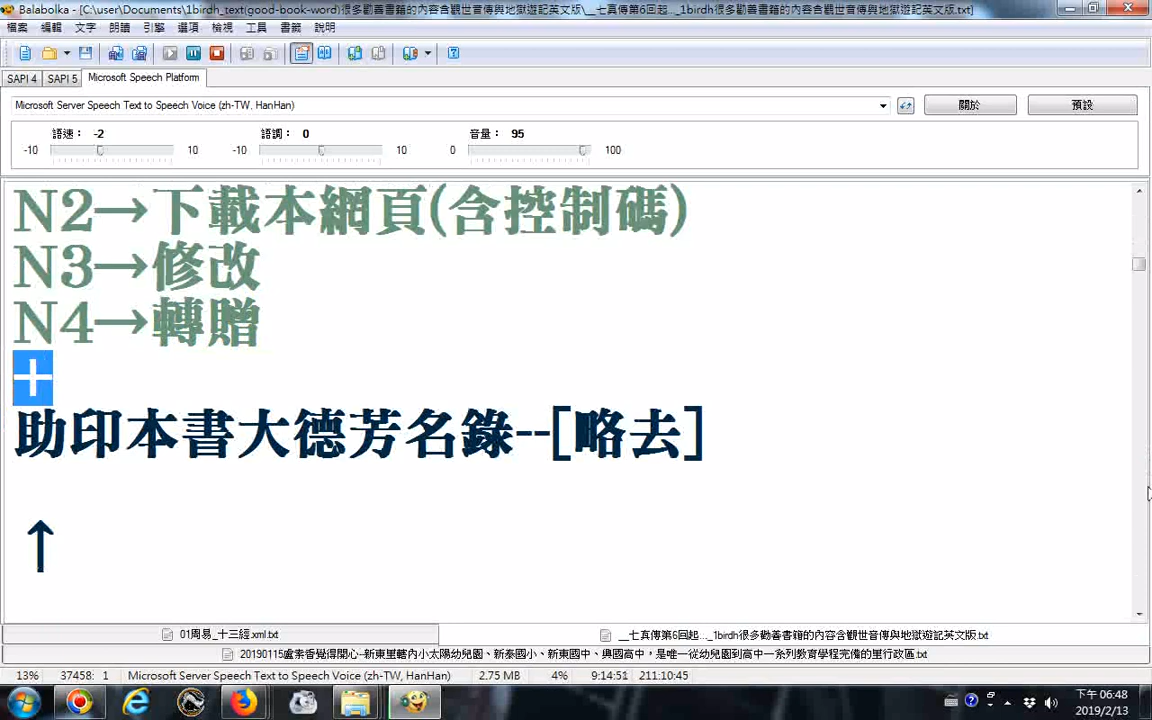 Balabolka - [C:\user\Documents\1birdh_text(good-book-word)很多勸善書籍的內容含觀世音傳與地獄遊記英文版\__七真傳第6回起..._1birdh很多勸善書籍的內容含觀世音傳與地獄遊記英文版.txt]
檔案 編輯 文字 朗讀 引擎 選項 檢視 工具 書籤 說明
SAPI 4 SAPI 5 Microsoft Speech Platform
Microsoft Server Speech Text to Speech Voice (zh-TW, HanHan) 關於 預設
語速： -2 語調： 0 音量： 95
-10 10 -10 10 0 100
N2→下載本網頁(含控制碼)
N3→修改
N4→轉贈
+
助印本書大德芳名錄--[略去]
↑
01周易_十三經.xml.txt __七真傳第6回起..._1birdh很多勸善書籍的內容含觀世音傳與地獄遊記英文版.txt
20190115盧素香覺得開心--新東里轄內小太陽幼兒園、新泰國小、新東國中、興國高中，是唯一從幼兒園到高中一系列教育學程完備的里行政區.txt
13% 37458: 1 Microsoft Server Speech Text to Speech Voice (zh-TW, HanHan) 2.75 MB 4% 9:14:51 211:10:45
下午 06:48
2019/2/13